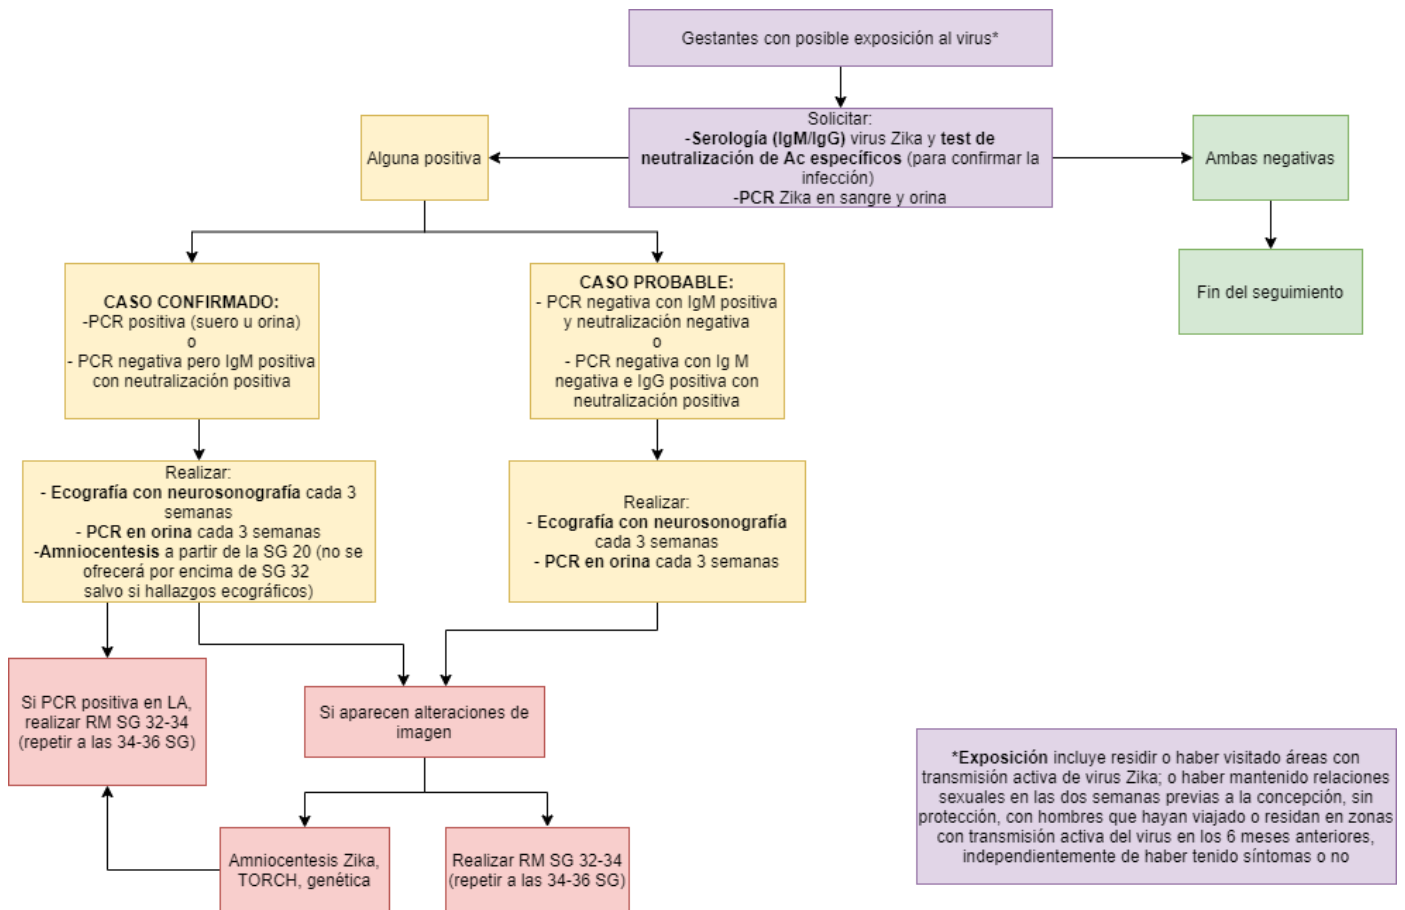 Gestantes con posible exposición al virus*
Solicitar:
-Serología (IgM/IgG) virus Zika y test de
neutralización de Ac específicos (para confirmar la
infección)
-PCR Zika en sangre y orina
Alguna positiva
Ambas negativas
Fin del seguimiento
CASO CONFIRMADO:
-PCR positiva (suero u orina)
o
- PCR negativa pero IgM positiva
con neutralización positiva
CASO PROBABLE:
- PCR negativa con IgM positiva
y neutralización negativa
o
- PCR negativa con Ig M
negativa e IgG positiva con
neutralización positiva
Realizar:
- Ecografía con neurosonografía cada 3
semanas
- PCR en orina cada 3 semanas
-Amniocentesis a partir de la SG 20 (no se
ofrecerá por encima de SG 32
salvo si hallazgos ecográficos)
Realizar:
- Ecografía con neurosonografía
cada 3 semanas
- PCR en orina cada 3 semanas
Si PCR positiva en LA,
realizar RM SG 32-34
(repetir a las 34-36 SG)
Si aparecen alteraciones de
imagen
Amniocentesis Zika,
TORCH, genética
Realizar RM SG 32-34
(repetir a las 34-36 SG)
*Exposición incluye residir o haber visitado áreas con
transmisión activa de virus Zika; o haber mantenido relaciones
sexuales en las dos semanas previas a la concepción, sin
protección, con hombres que hayan viajado o residan en zonas
con transmisión activa del virus en los 6 meses anteriores,
independientemente de haber tenido síntomas o no